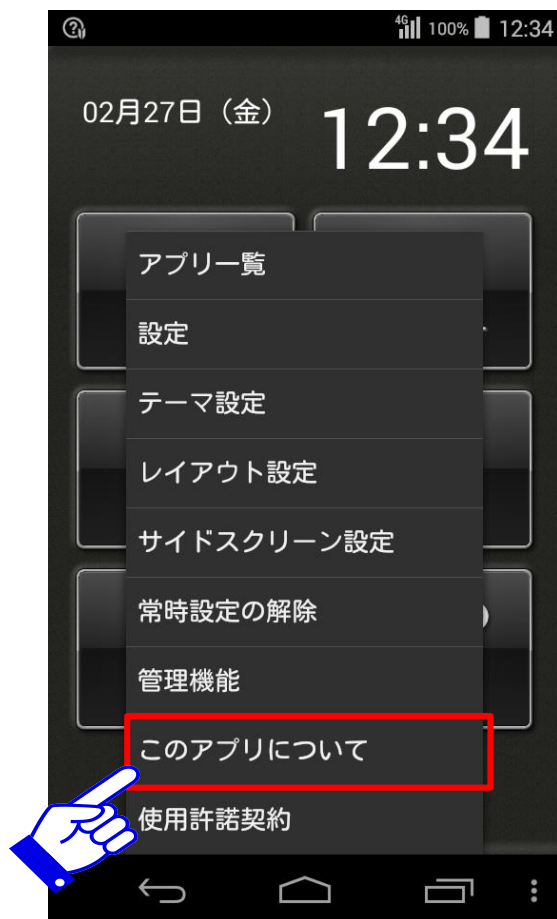 4G 100% 12:34
02月27日（金） 12:34
アプリ一覧
設定
テーマ設定
レイアウト設定
サイドスクリーン設定
常時設定の解除
管理機能
このアプリについて
使用許諾契約